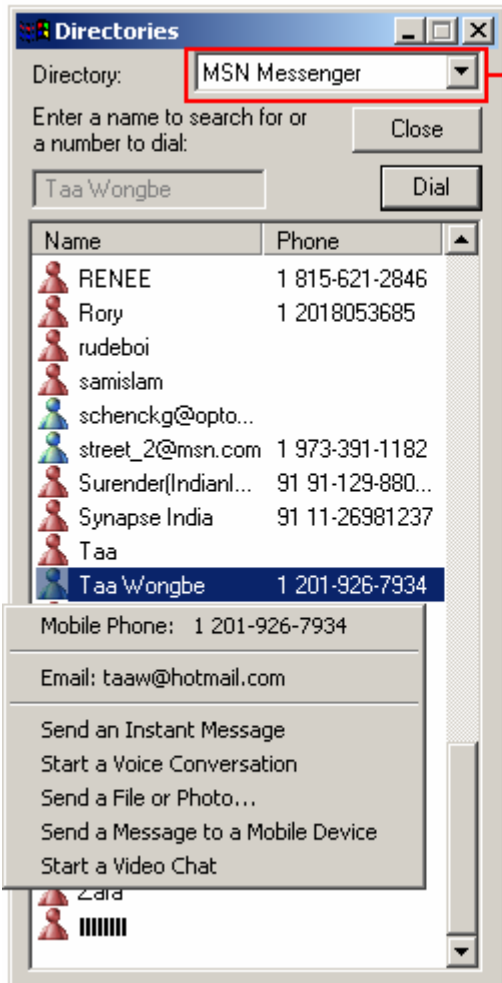 Directories
Directory: MSN Messenger
Enter a name to search for or
a number to dial:
Close
Taa Wongbe
Dial
Name Phone
RENEE 1 815-621-2846
Rory 1 2018053685
rudeboi
samislam
schenckg@opto...
street_2@msn.com 1 973-391-1182
Surender(Indianl... 91 91-129-880...
Synapse India 91 11-26981237
Taa
Taa Wongbe 1 201-926-7934
Mobile Phone: 1 201-926-7934
Email: taaw@hotmail.com
Send an Instant Message
Start a Voice Conversation
Send a File or Photo...
Send a Message to a Mobile Device
Start a Video Chat
Zara